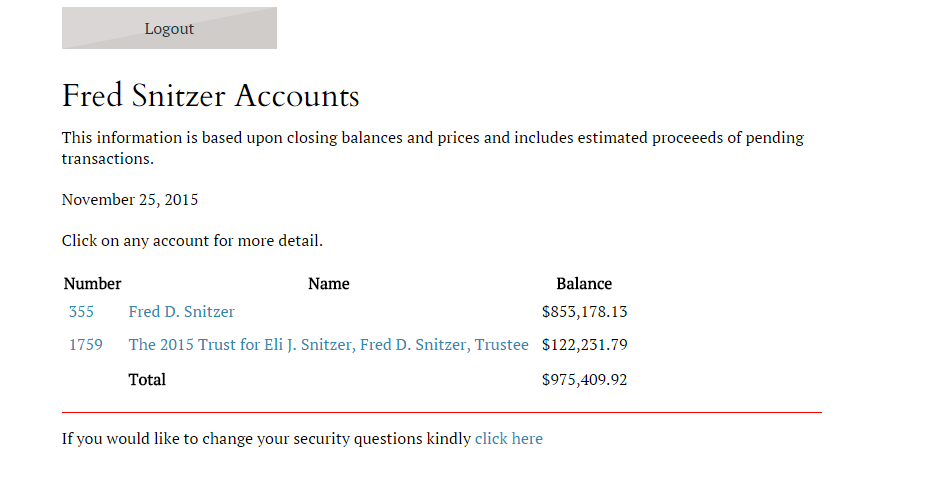 Logout
Fred Snitzer Accounts
This information is based upon closing balances and prices and includes estimated proceeeds of pending
transactions.
November 25, 2015
Click on any account for more detail.
Number Name Balance
355 Fred D. Snitzer $853,178.13
1759 The 2015 Trust for Eli J. Snitzer, Fred D. Snitzer, Trustee $122,231.79
Total $975,409.92
If you would like to change your security questions kindly click here